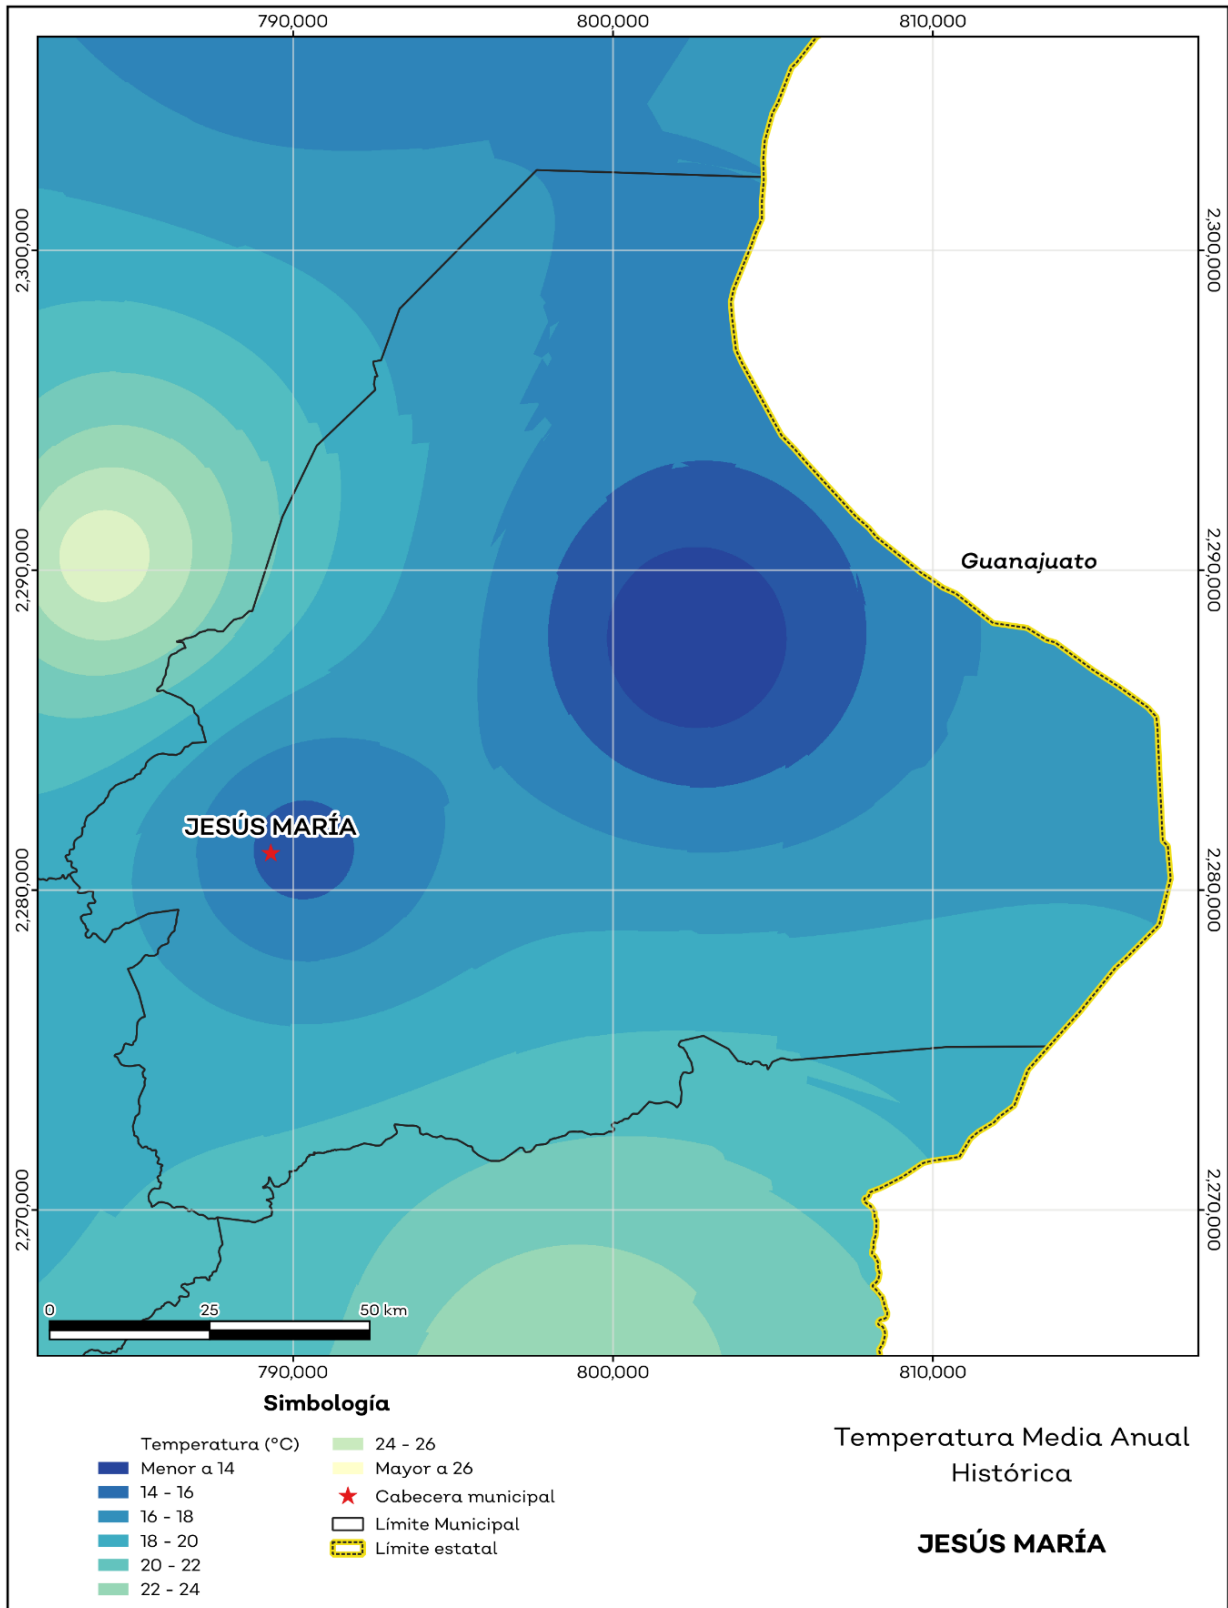 790,000
800,000
810,000
2,300,000
2,300,000
2,290,000
2,290,000
Guanajuato
JESÚS MARÍA
2,280,000
2,280,000
2,270,000
2,270,000
0
25
50 km
790,000
800,000
810,000
Simbología
Temperatura (°C)
Menor a 14
14 - 16
16 - 18
18 - 20
20 - 22
22 - 24
24 - 26
Mayor a 26
Cabecera municipal
Límite Municipal
Límite estatal
Temperatura Media Anual
Histórica
JESÚS MARÍA